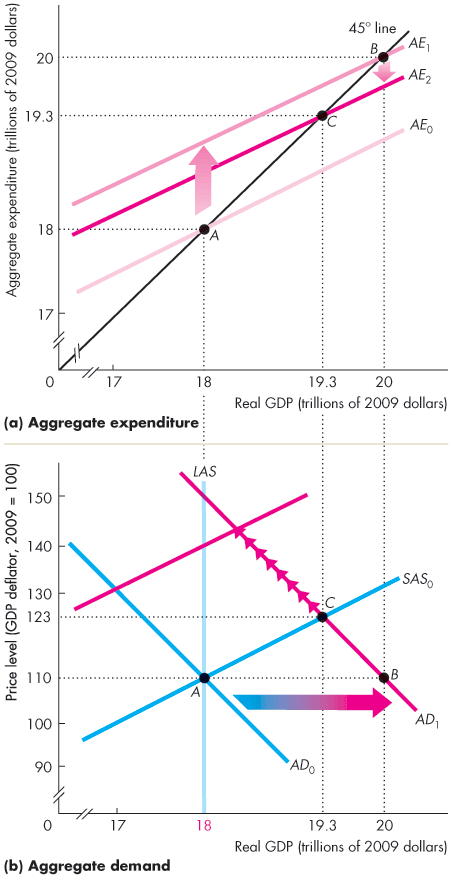 Aggregate expenditure (trillions of 2009 dollars)
45° line
20
B
AE1
AE2
19.3
C
AE0
18
A
17
0
17
18
19.3
20
Real GDP (trillions of 2009 dollars)
(a) Aggregate expenditure
Price level (GDP deflator, 2009 = 100)
LAS
150
140
130
SAS0
123
C
110
A
B
100
AD1
90
AD0
0
17
18
19.3
20
Real GDP (trillions of 2009 dollars)
(b) Aggregate demand